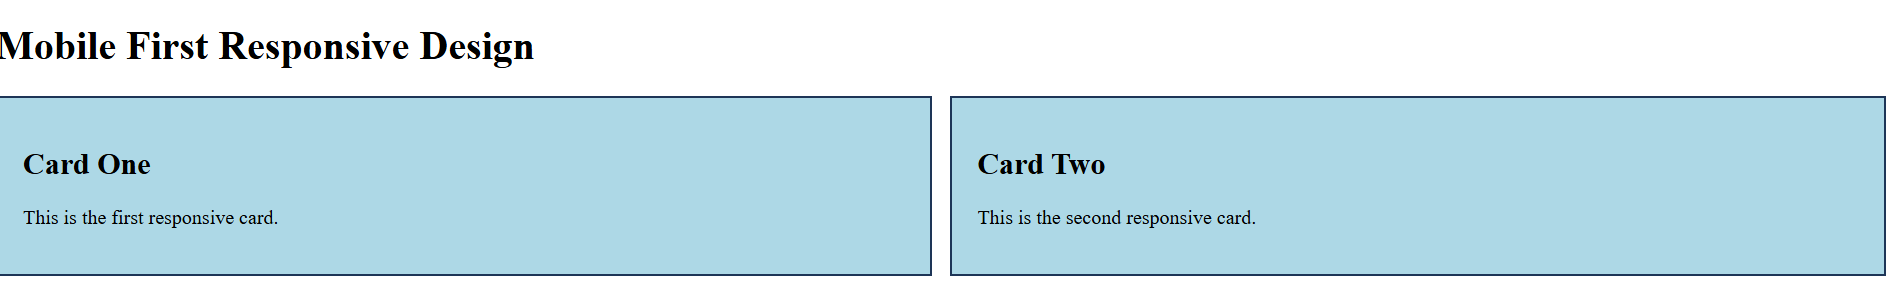 Mobile First Responsive Design
Card One
This is the first responsive card.
Card Two
This is the second responsive card.